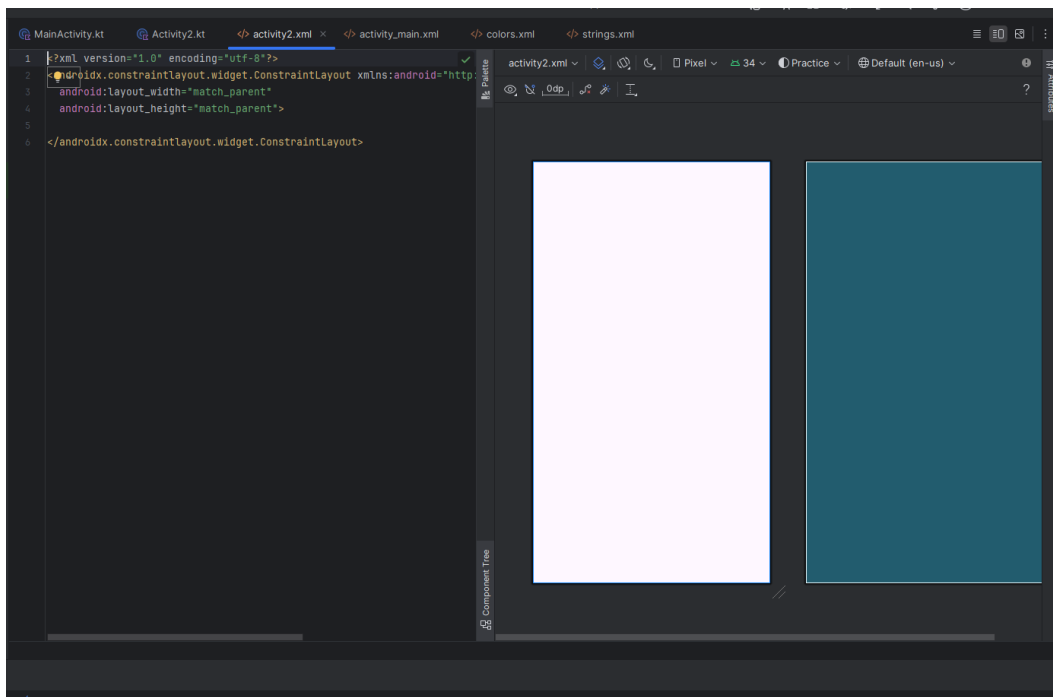 MainActivity.kt Activity2.kt </> activity2.xml × </> activity_main.xml </> colors.xml </> strings.xml
1 <?xml version="1.0" encoding="utf-8"?>
2 <androidx.constraintlayout.widget.ConstraintLayout xmlns:android="http:
3 android:layout_width="match_parent"
4 android:layout_height="match_parent">
5
6 </androidx.constraintlayout.widget.ConstraintLayout>
Palette
Component Tree
activity2.xml Pixel 34 Practice Default (en-us)
0dp
?
Attributes